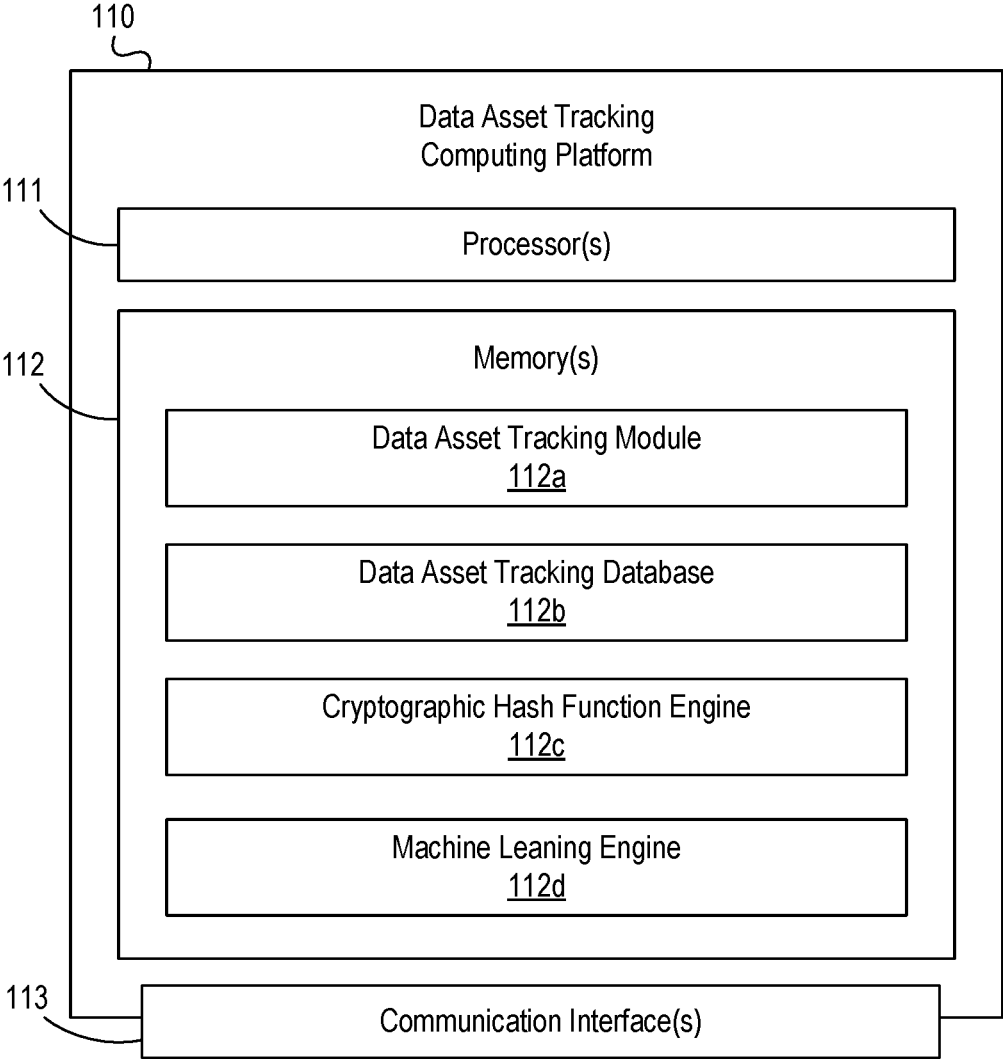 110
Data Asset Tracking
Computing Platform
111
Processor(s)
112
Memory(s)
Data Asset Tracking Module
112a
Data Asset Tracking Database
112b
Cryptographic Hash Function Engine
112c
Machine Leaning Engine
112d
113
Communication Interface(s)